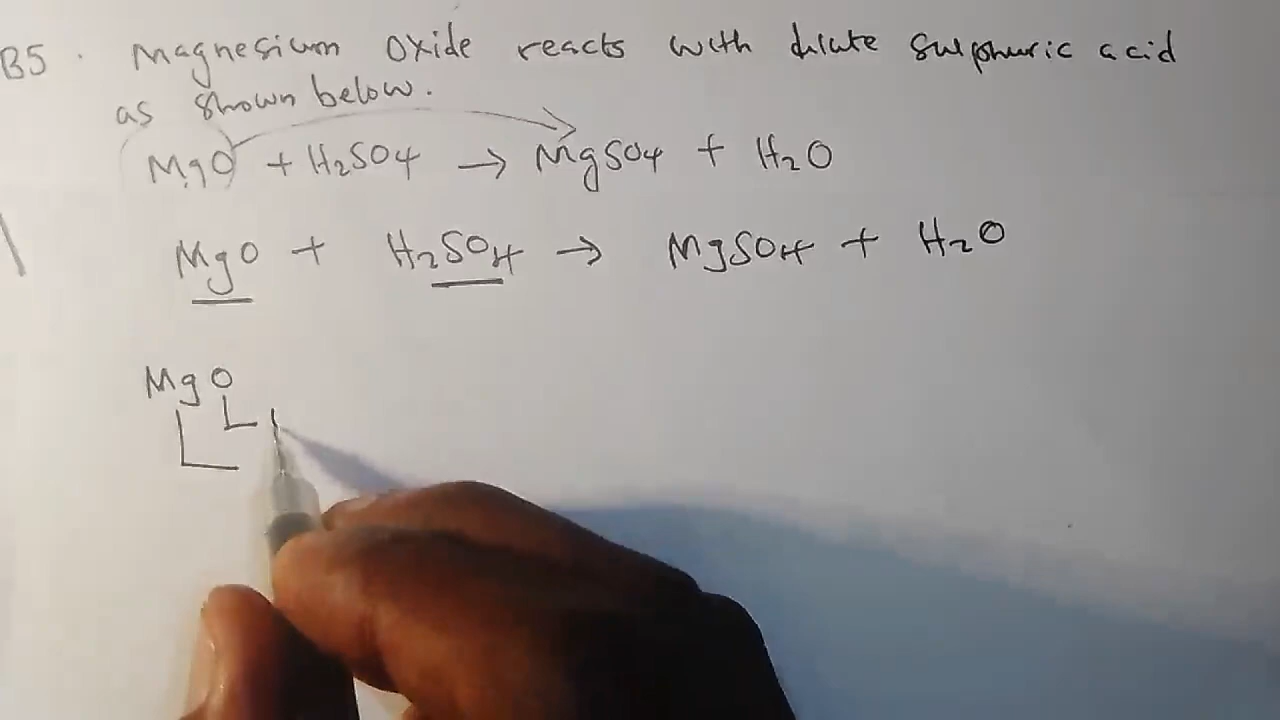 B5. Magnesium Oxide reacts with dilute sulphuric acid
as shown below.
MgO + H₂SO₄ → MgSO₄ + H₂O
MgO + H₂SO₄ → MgSO₄ + H₂O
MgO